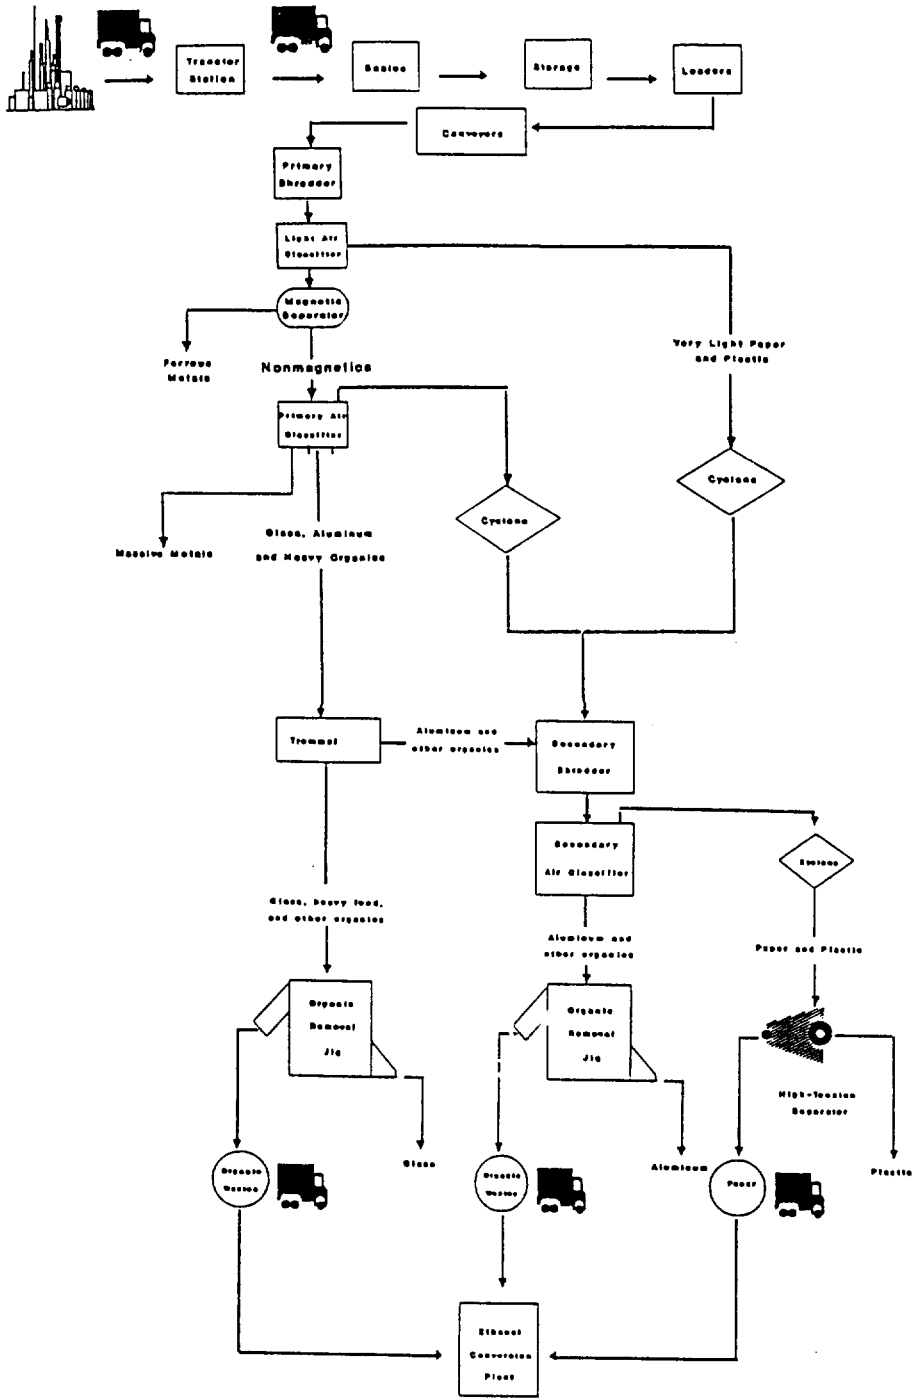 Transfer
Station
Scales
Storage
Loaders
Conveyors
Primary
Shredder
Light Air
Classifier
Magnetic
Separator
Ferrous
Metals
Nonmagnetics
Very Light Paper
and Plastic
Primary Air
Classifier
Cyclone
Cyclone
Massive Metals
Glass, Aluminum
and Heavy Organics
Trommel
Aluminum and
other organics
Secondary
Shredder
Secondary
Air Classifier
Cyclone
Glass, heavy food,
and other organics
Aluminum and
other organics
Paper and Plastic
Organic
Removal
Jig
Organic
Removal
Jig
High-Tension
Separator
Glass
Aluminum
Plastic
Organic
Wastes
Organic
Wastes
Paper
Ethanol
Conversion
Plant